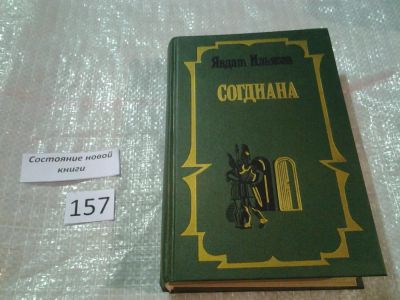 Явдат Ильясов
СОГДИАНА
Состояние новой
книги
157